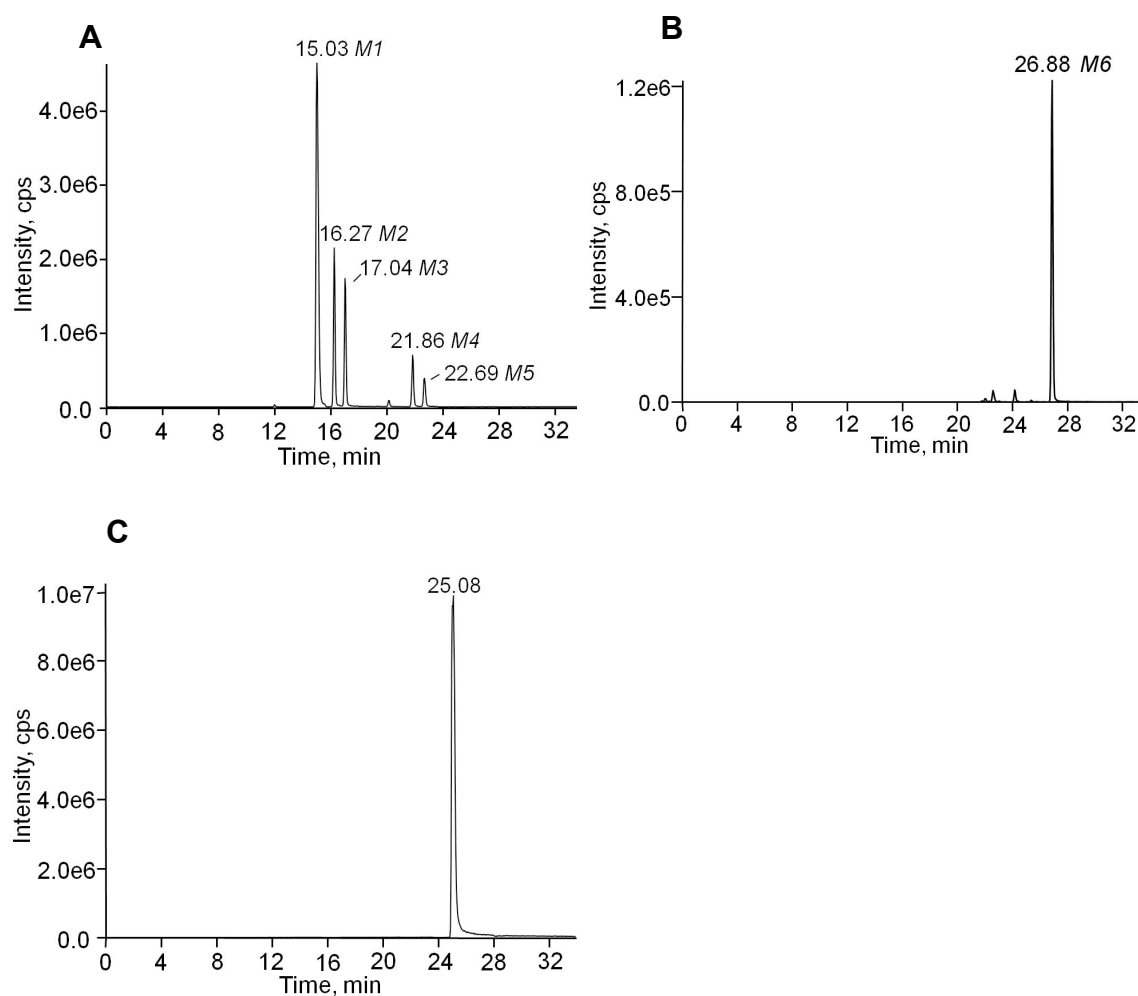 A
15.03 M1
16.27 M2
17.04 M3
21.86 M4
22.69 M5
4.0e6
3.0e6
2.0e6
1.0e6
0.0
Intensity, cps
0 4 8 12 16 20 24 28 32
Time, min
B
26.88 M6
1.2e6
8.0e5
4.0e5
0.0
Intensity, cps
0 4 8 12 16 20 24 28 32
Time, min
C
25.08
1.0e7
8.0e6
6.0e6
4.0e6
2.0e6
0.0
Intensity, cps
0 4 8 12 16 20 24 28 32
Time, min